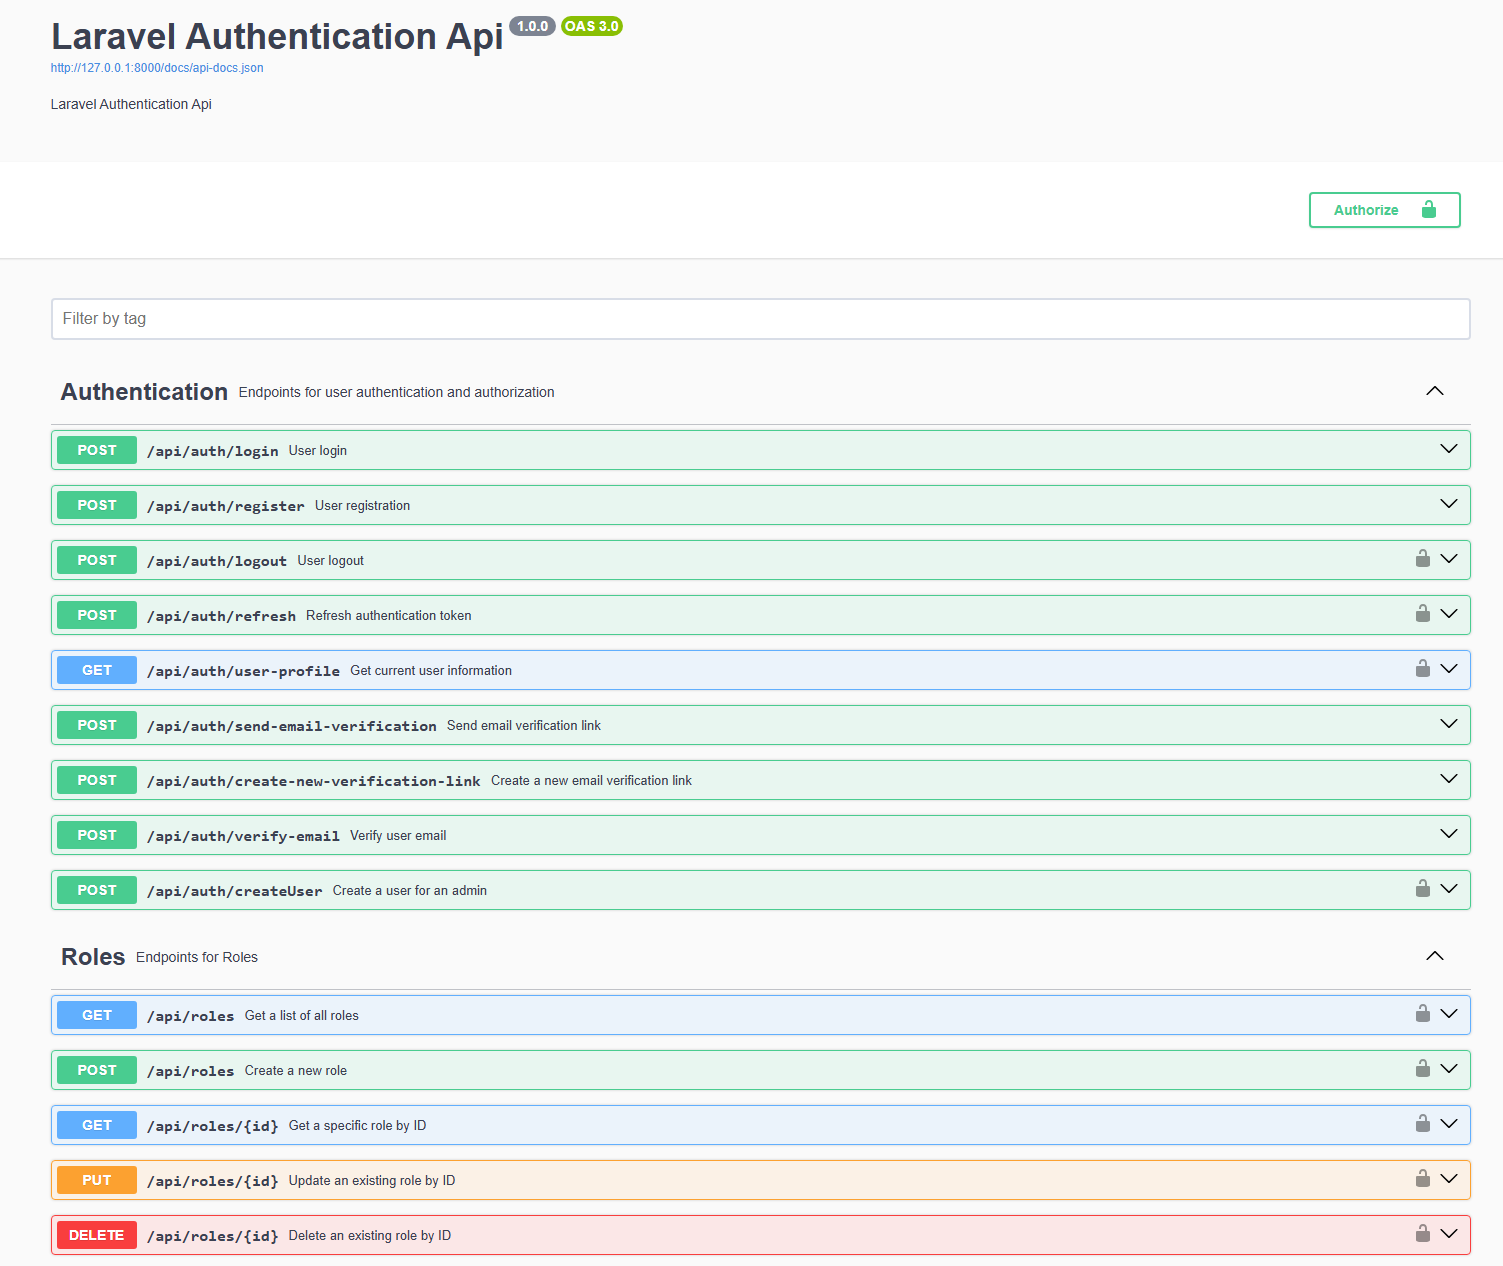 Laravel Authentication Api 1.0.0 OAS 3.0
http://127.0.0.1:8000/docs/api-docs.json
Laravel Authentication Api
Authorize
Filter by tag
Authentication Endpoints for user authentication and authorization
POST /api/auth/login User login
POST /api/auth/register User registration
POST /api/auth/logout User logout
POST /api/auth/refresh Refresh authentication token
GET /api/auth/user-profile Get current user information
POST /api/auth/send-email-verification Send email verification link
POST /api/auth/create-new-verification-link Create a new email verification link
POST /api/auth/verify-email Verify user email
POST /api/auth/createUser Create a user for an admin
Roles Endpoints for Roles
GET /api/roles Get a list of all roles
POST /api/roles Create a new role
GET /api/roles/{id} Get a specific role by ID
PUT /api/roles/{id} Update an existing role by ID
DELETE /api/roles/{id} Delete an existing role by ID